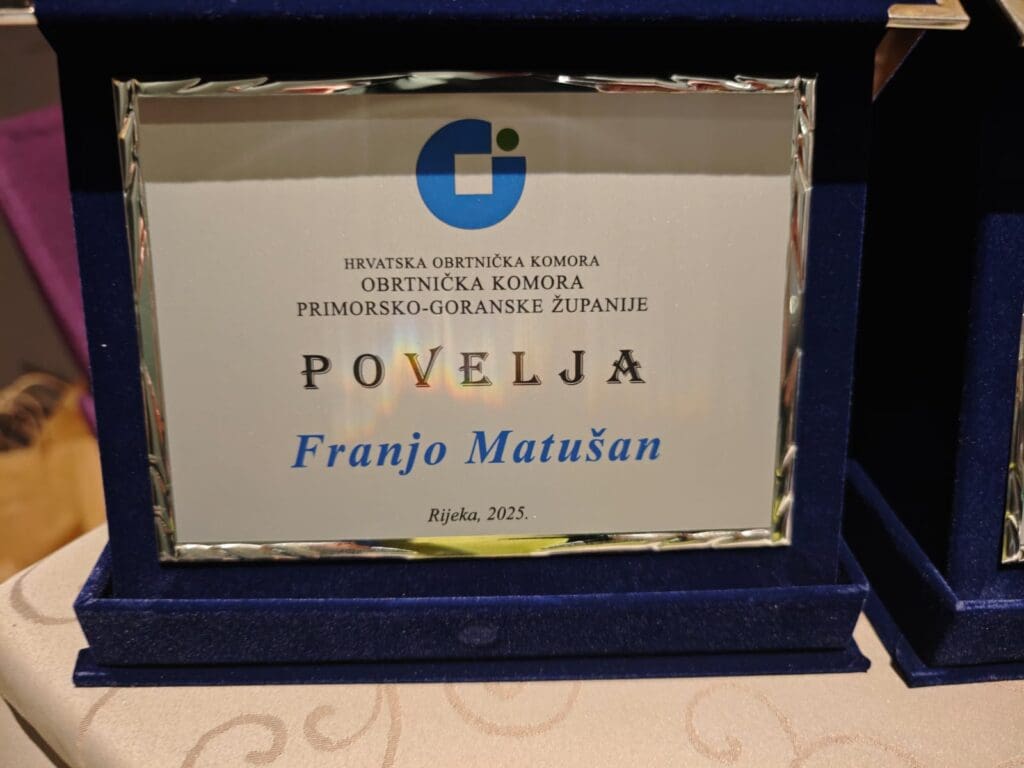 HRVATSKA OBRTNIČKA KOMORA
OBRTNIČKA KOMORA
PRIMORSKO-GORANSKE ŽUPANIJE
POVELJA
Franjo Matušan
Rijeka, 2025.